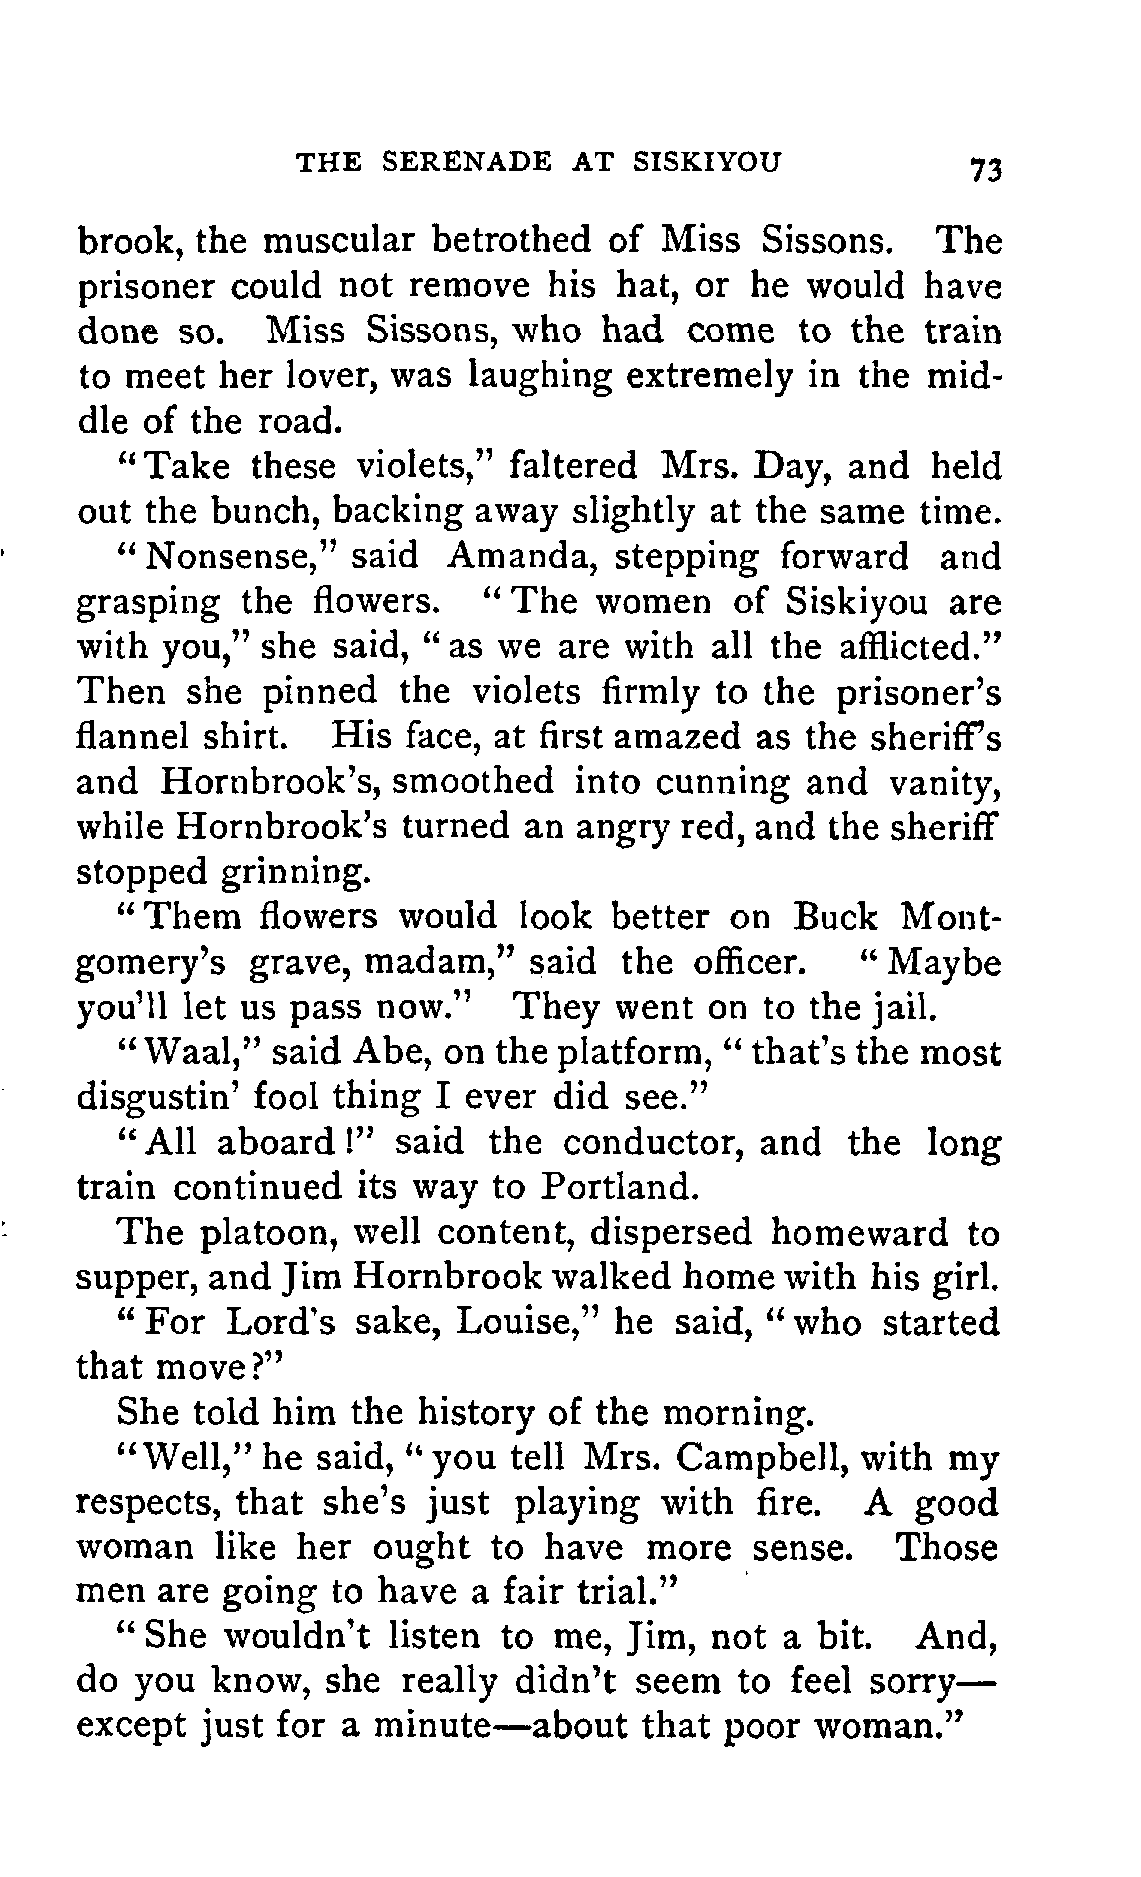 THE SERENADE AT SISKIYOU 73
brook, the muscular betrothed of Miss Sissons. The
prisoner could not remove his hat, or he would have
done so. Miss Sissons, who had come to the train
to meet her lover, was laughing extremely in the mid-
dle of the road.
"Take these violets," faltered Mrs. Day, and held
out the bunch, backing away slightly at the same time.
"Nonsense," said Amanda, stepping forward and
grasping the flowers. "The women of Siskiyou are
with you," she said, "as we are with all the afflicted."
Then she pinned the violets firmly to the prisoner's
flannel shirt. His face, at first amazed as the sheriff's
and Hornbrook's, smoothed into cunning and vanity,
while Hornbrook's turned an angry red, and the sheriff
stopped grinning.
"Them flowers would look better on Buck Mont-
gomery's grave, madam," said the officer. "Maybe
you'll let us pass now." They went on to the jail.
"Waal," said Abe, on the platform, "that's the most
disgustin' fool thing I ever did see."
"All aboard!" said the conductor, and the long
train continued its way to Portland.
The platoon, well content, dispersed homeward to
supper, and Jim Hornbrook walked home with his girl.
"For Lord's sake, Louise," he said, "who started
that move?"
She told him the history of the morning.
"Well," he said, "you tell Mrs. Campbell, with my
respects, that she's just playing with fire. A good
woman like her ought to have more sense. Those
men are going to have a fair trial."
"She wouldn't listen to me, Jim, not a bit. And,
do you know, she really didn't seem to feel sorry—
except just for a minute—about that poor woman."